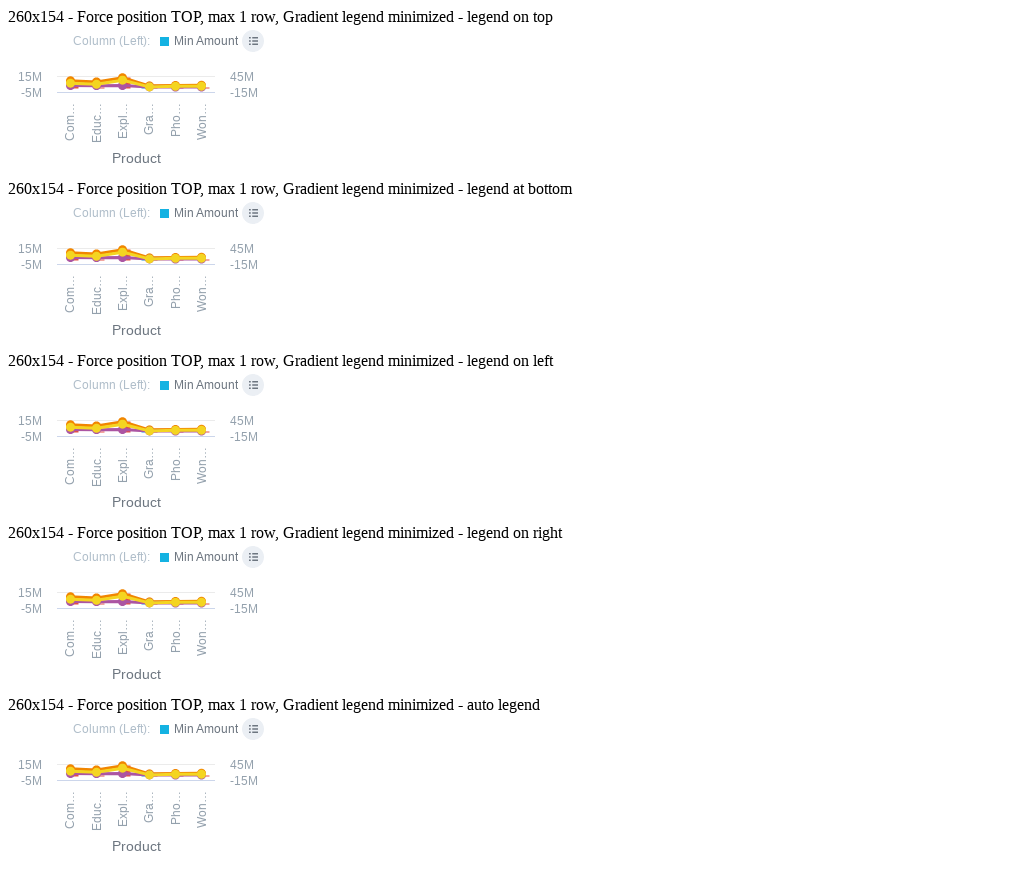 260x154 - Force position TOP, max 1 row, Gradient legend minimized - legend on top
Column (Left): Min Amount
15M 45M
-5M -15M
Com... Educ... Expl... Gra... Pho... Won...
Product
260x154 - Force position TOP, max 1 row, Gradient legend minimized - legend at bottom
Column (Left): Min Amount
15M 45M
-5M -15M
Com... Educ... Expl... Gra... Pho... Won...
Product
260x154 - Force position TOP, max 1 row, Gradient legend minimized - legend on left
Column (Left): Min Amount
15M 45M
-5M -15M
Com... Educ... Expl... Gra... Pho... Won...
Product
260x154 - Force position TOP, max 1 row, Gradient legend minimized - legend on right
Column (Left): Min Amount
15M 45M
-5M -15M
Com... Educ... Expl... Gra... Pho... Won...
Product
260x154 - Force position TOP, max 1 row, Gradient legend minimized - auto legend
Column (Left): Min Amount
15M 45M
-5M -15M
Com... Educ... Expl... Gra... Pho... Won...
Product